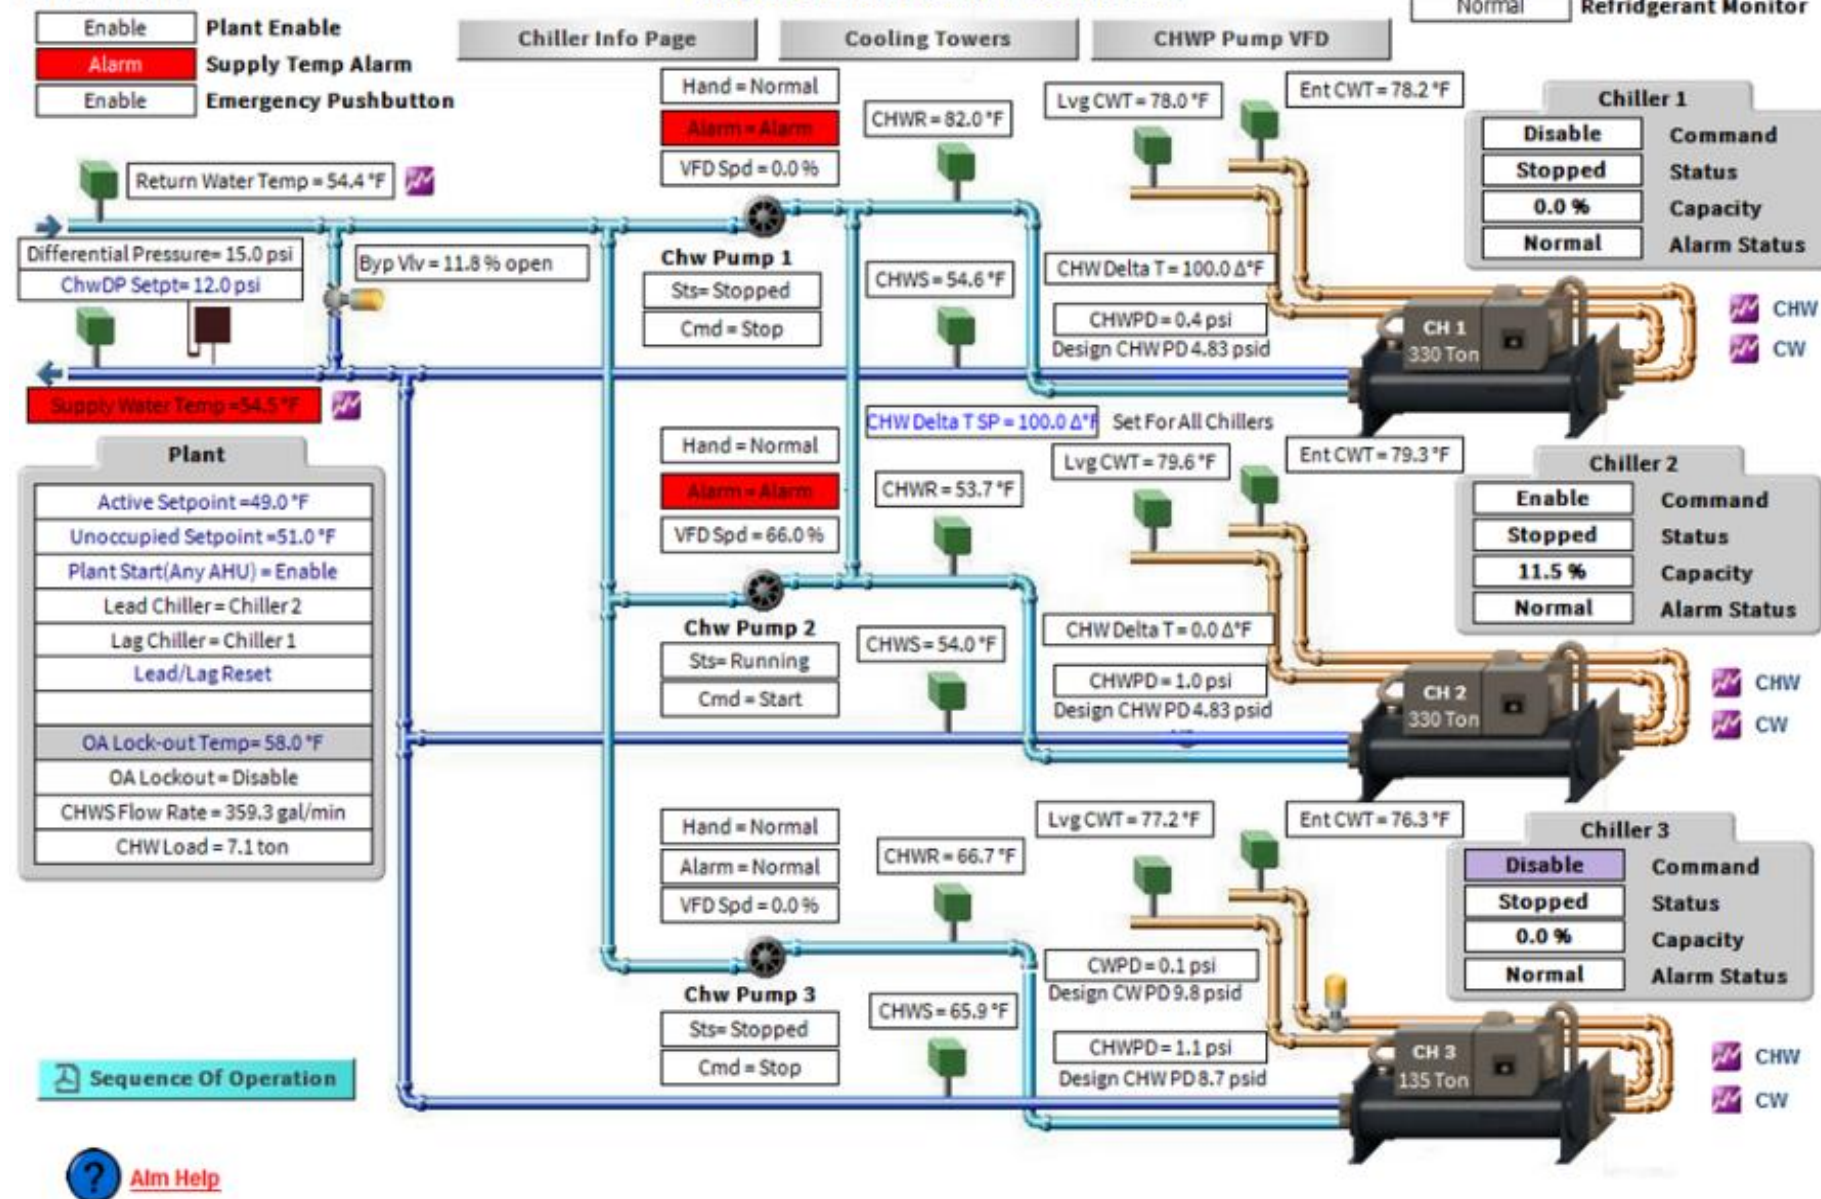 Enable Plant Enable
Alarm Supply Temp Alarm
Enable Emergency Pushbutton
Chiller Info Page
Cooling Towers
CHWP Pump VFD
Normal Refridgerant Monitor
Return Water Temp = 54.4 °F
Differential Pressure= 15.0 psi
ChwDP Setpt= 12.0 psi
Byp Vlv = 11.8 % open
Supply Water Temp =54.5 °F
Hand = Normal
Alarm = Alarm
VFD Spd = 0.0 %
Chw Pump 1
Sts= Stopped
Cmd = Stop
CHWR = 82.0 °F
CHWS = 54.6 °F
Lvg CWT = 78.0 °F
Ent CWT = 78.2 °F
CHW Delta T = 100.0 Δ°F
CHWPD = 0.4 psi
Design CHW PD 4.83 psid
Chiller 1
Disable Command
Stopped Status
0.0 % Capacity
Normal Alarm Status
CH 1
330 Ton
CHW
CW
CHW Delta T SP = 100.0 Δ°F Set For All Chillers
Plant
Active Setpoint =49.0 °F
Unoccupied Setpoint =51.0 °F
Plant Start(Any AHU) = Enable
Lead Chiller = Chiller 2
Lag Chiller = Chiller 1
Lead/Lag Reset
OA Lock-out Temp= 58.0 °F
OA Lockout = Disable
CHWS Flow Rate = 359.3 gal/min
CHW Load = 7.1 ton
Hand = Normal
Alarm = Alarm
VFD Spd = 66.0 %
Chw Pump 2
Sts= Running
Cmd = Start
CHWR = 53.7 °F
CHWS = 54.0 °F
Lvg CWT = 79.6 °F
Ent CWT = 79.3 °F
CHW Delta T = 0.0 Δ°F
CHWPD = 1.0 psi
Design CHW PD 4.83 psid
Chiller 2
Enable Command
Stopped Status
11.5 % Capacity
Normal Alarm Status
CH 2
330 Ton
CHW
CW
Hand = Normal
Alarm = Normal
VFD Spd = 0.0 %
Chw Pump 3
Sts= Stopped
Cmd = Stop
CHWR = 66.7 °F
CHWS = 65.9 °F
Lvg CWT = 77.2 °F
Ent CWT = 76.3 °F
CWPD = 0.1 psi
Design CW PD 9.8 psid
CHWPD = 1.1 psi
Design CHW PD 8.7 psid
Chiller 3
Disable Command
Stopped Status
0.0 % Capacity
Normal Alarm Status
CH 3
135 Ton
CHW
CW
Sequence Of Operation
? Alm Help